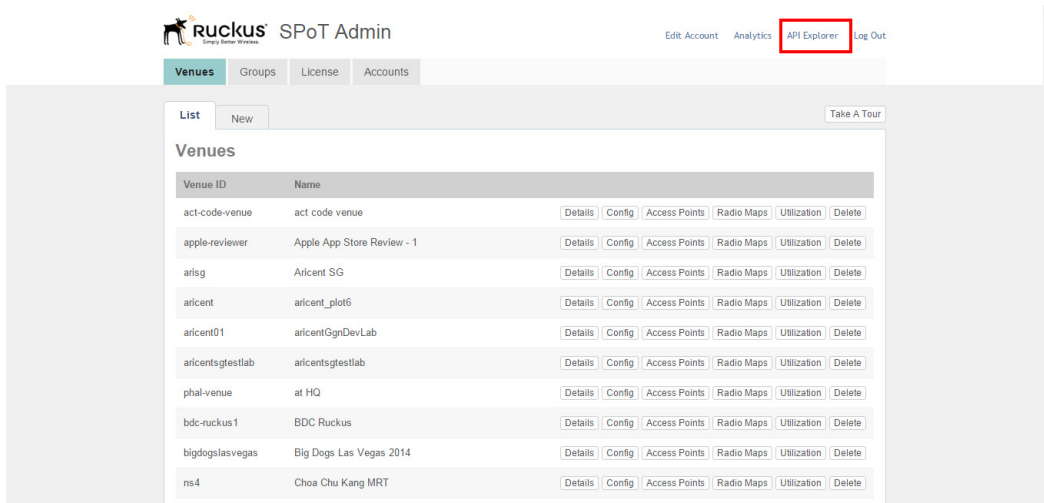 RUCKUS SPoT Admin
Simply Better Wireless.
Edit Account Analytics API Explorer Log Out
Venues Groups License Accounts
List New Take A Tour
Venues
Venue ID Name
act-code-venue act code venue Details Config Access Points Radio Maps Utilization Delete
apple-reviewer Apple App Store Review - 1 Details Config Access Points Radio Maps Utilization Delete
arisg Aricent SG Details Config Access Points Radio Maps Utilization Delete
aricent aricent_plot6 Details Config Access Points Radio Maps Utilization Delete
aricent01 aricentGgnDevLab Details Config Access Points Radio Maps Utilization Delete
aricentsgtestlab aricentsgtestlab Details Config Access Points Radio Maps Utilization Delete
phal-venue at HQ Details Config Access Points Radio Maps Utilization Delete
bdc-ruckus1 BDC Ruckus Details Config Access Points Radio Maps Utilization Delete
bigdogslasvegas Big Dogs Las Vegas 2014 Details Config Access Points Radio Maps Utilization Delete
ns4 Choa Chu Kang MRT Details Config Access Points Radio Maps Utilization Delete